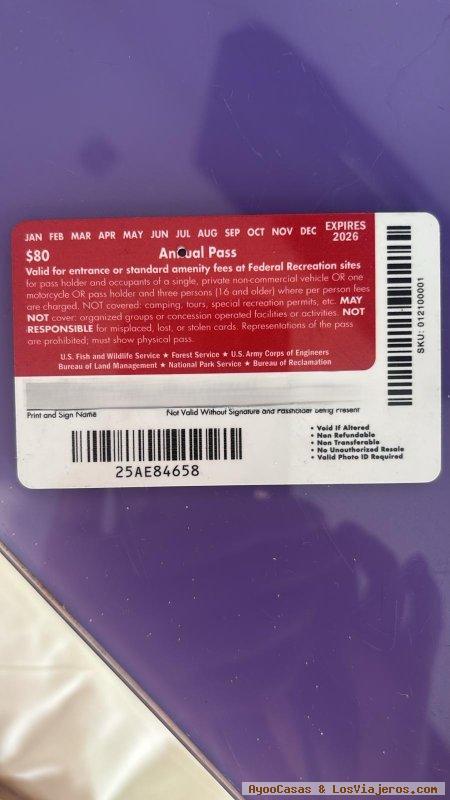 JAN FEB MAR APR MAY JUN JUL AUG SEP OCT NOV DEC EXPIRES 2026
$80 Annual Pass
Valid for entrance or standard amenity fees at Federal Recreation sites
for pass holder and occupants of a single, private non-commercial vehicle OR one
motorcycle OR pass holder and three persons (16 and older) where per person fees
are charged. NOT covered: camping, tours, special recreation permits, etc. MAY
NOT cover: organized groups or concession operated facilities or activities. NOT
RESPONSIBLE for misplaced, lost, or stolen cards. Representations of the pass
are prohibited; must show physical pass.
U.S. Fish and Wildlife Service ★ Forest Service ★ U.S. Army Corps of Engineers
Bureau of Land Management ★ National Park Service ★ Bureau of Reclamation
Print and Sign Name Not Valid Without Signature and Passholder Being Present
• Void If Altered
• Non Refundable
• Non Transferable
• No Unauthorized Resale
• Valid Photo ID Required
25AE84658
SKU: 012100001
AyooCasas & LosViajeros.com